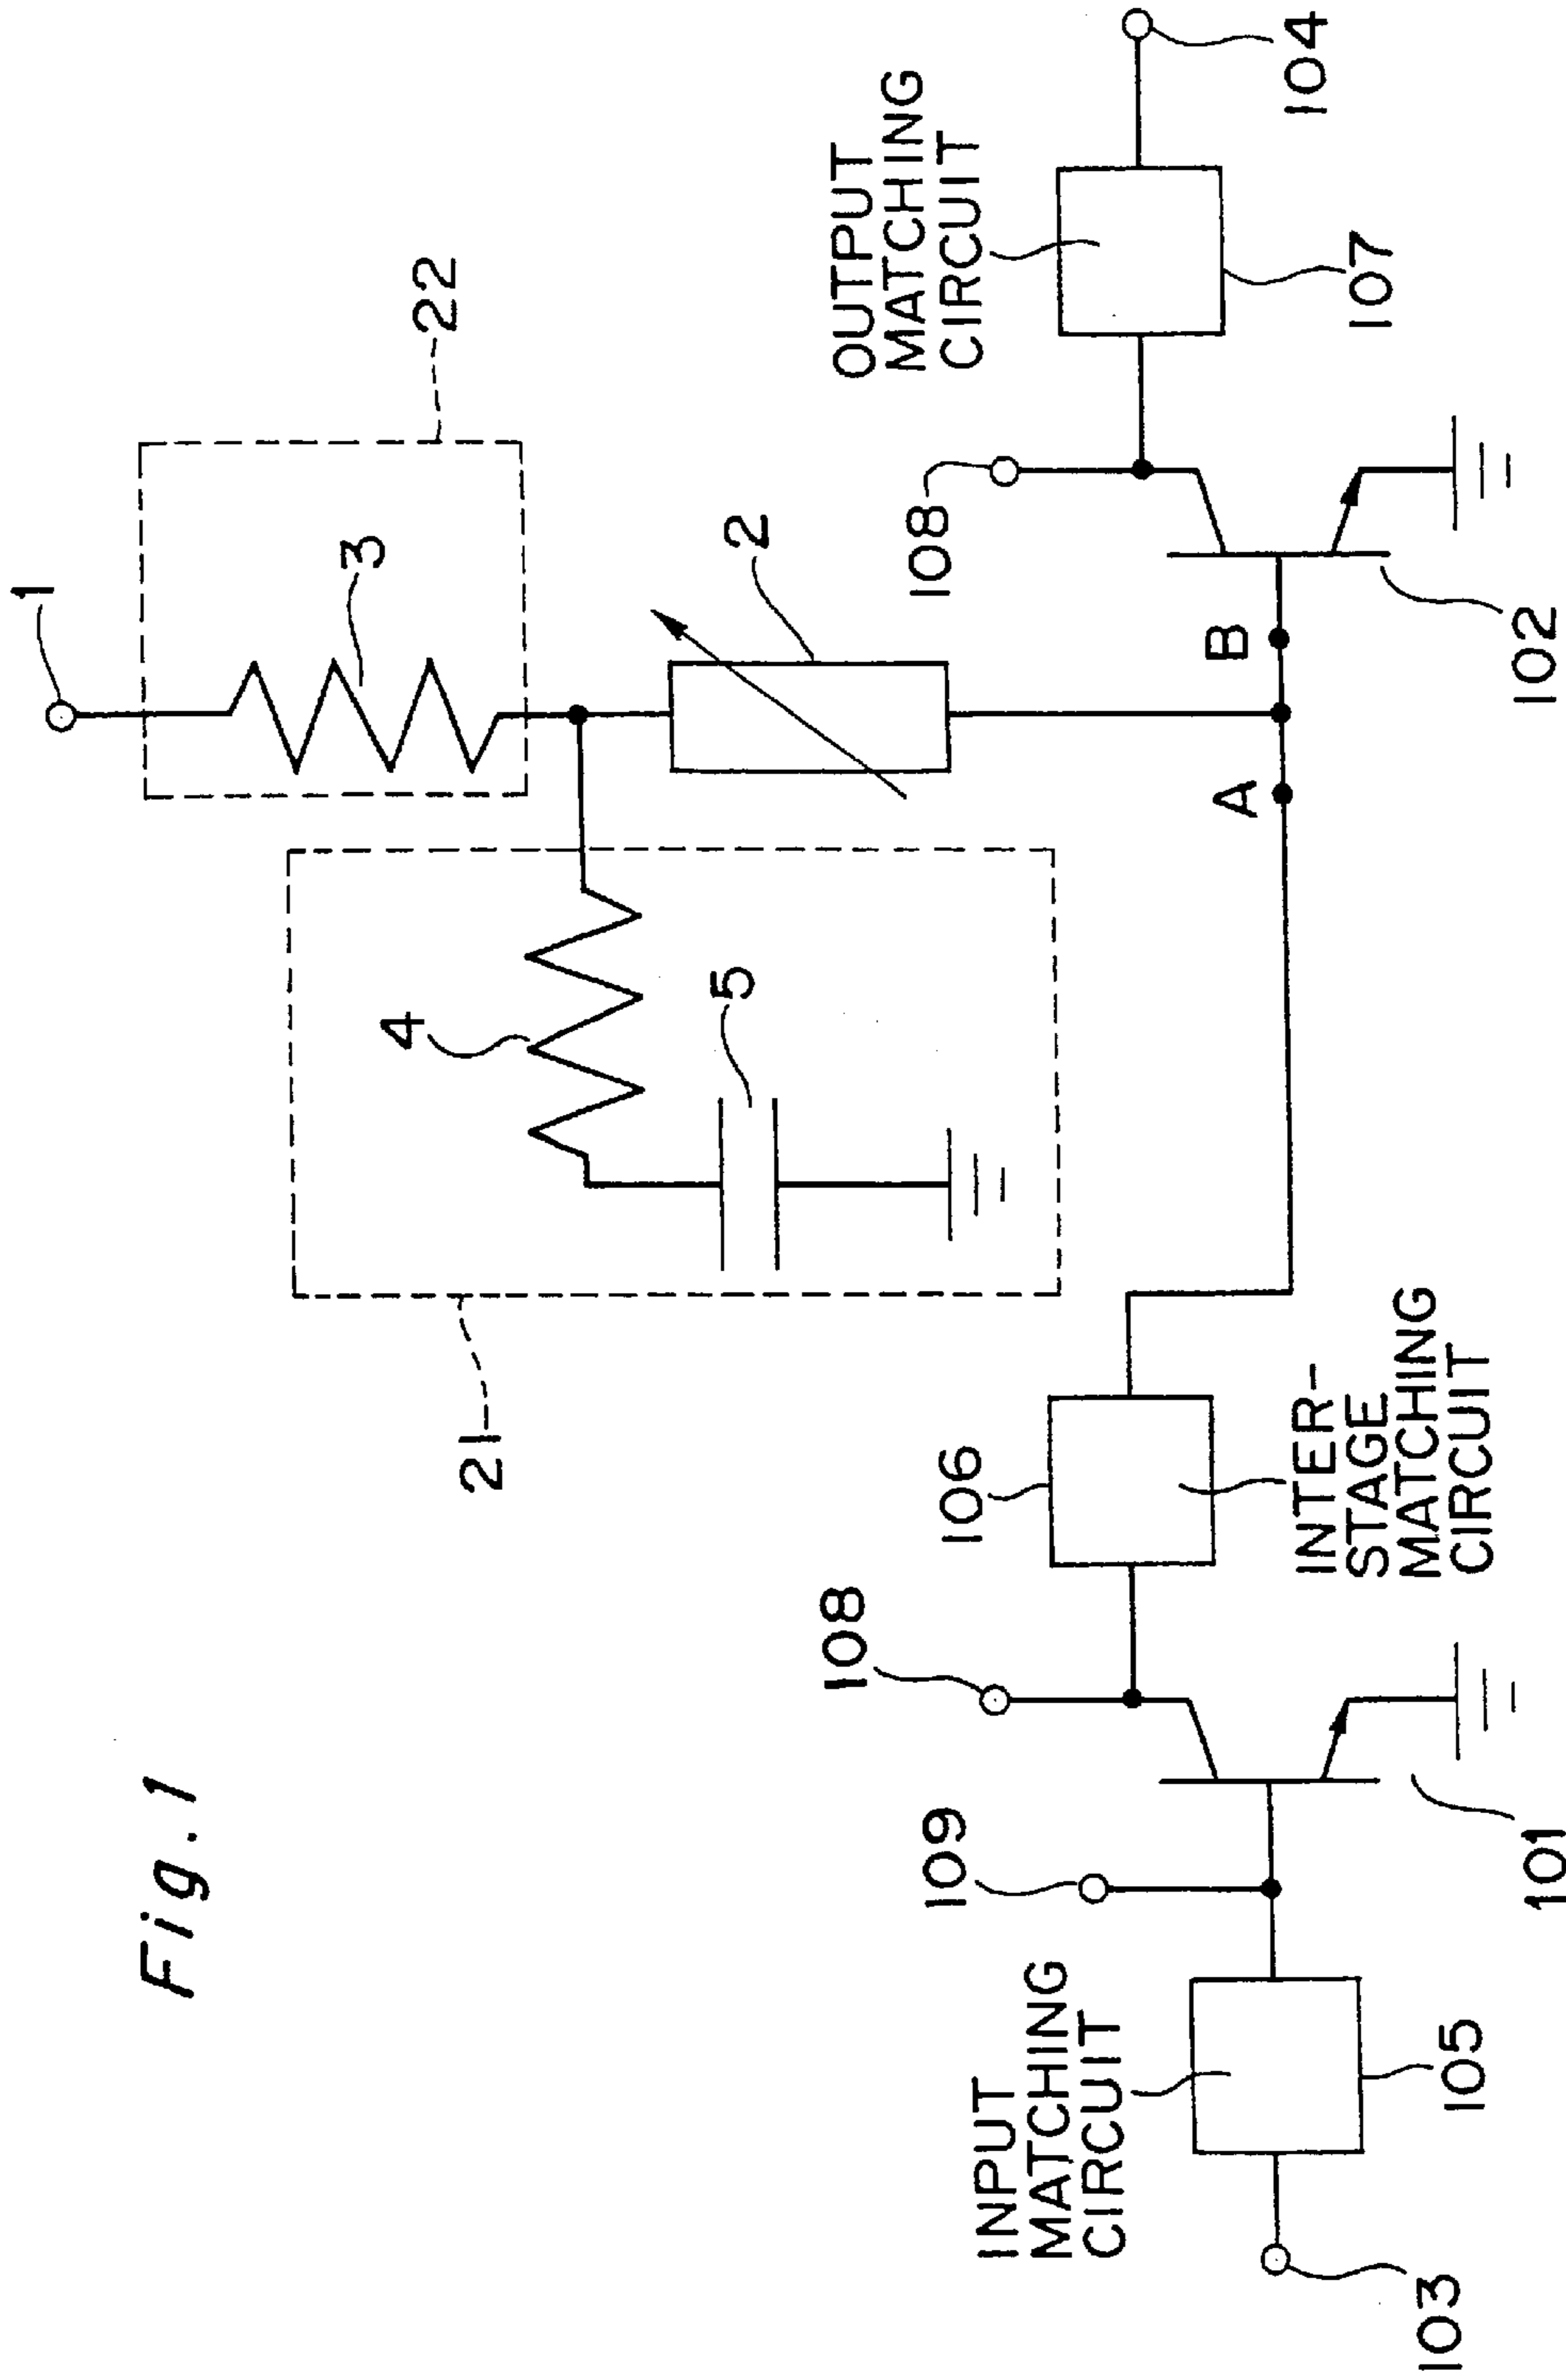 Fig. 1
1
22
3
2
21
4
5
A
B
108
OUTPUT
MATCHING
CIRCUIT
107
104
102
106
INTER-
STAGE
MATCHING
CIRCUIT
108
109
101
INPUT
MATCHING
CIRCUIT
105
103